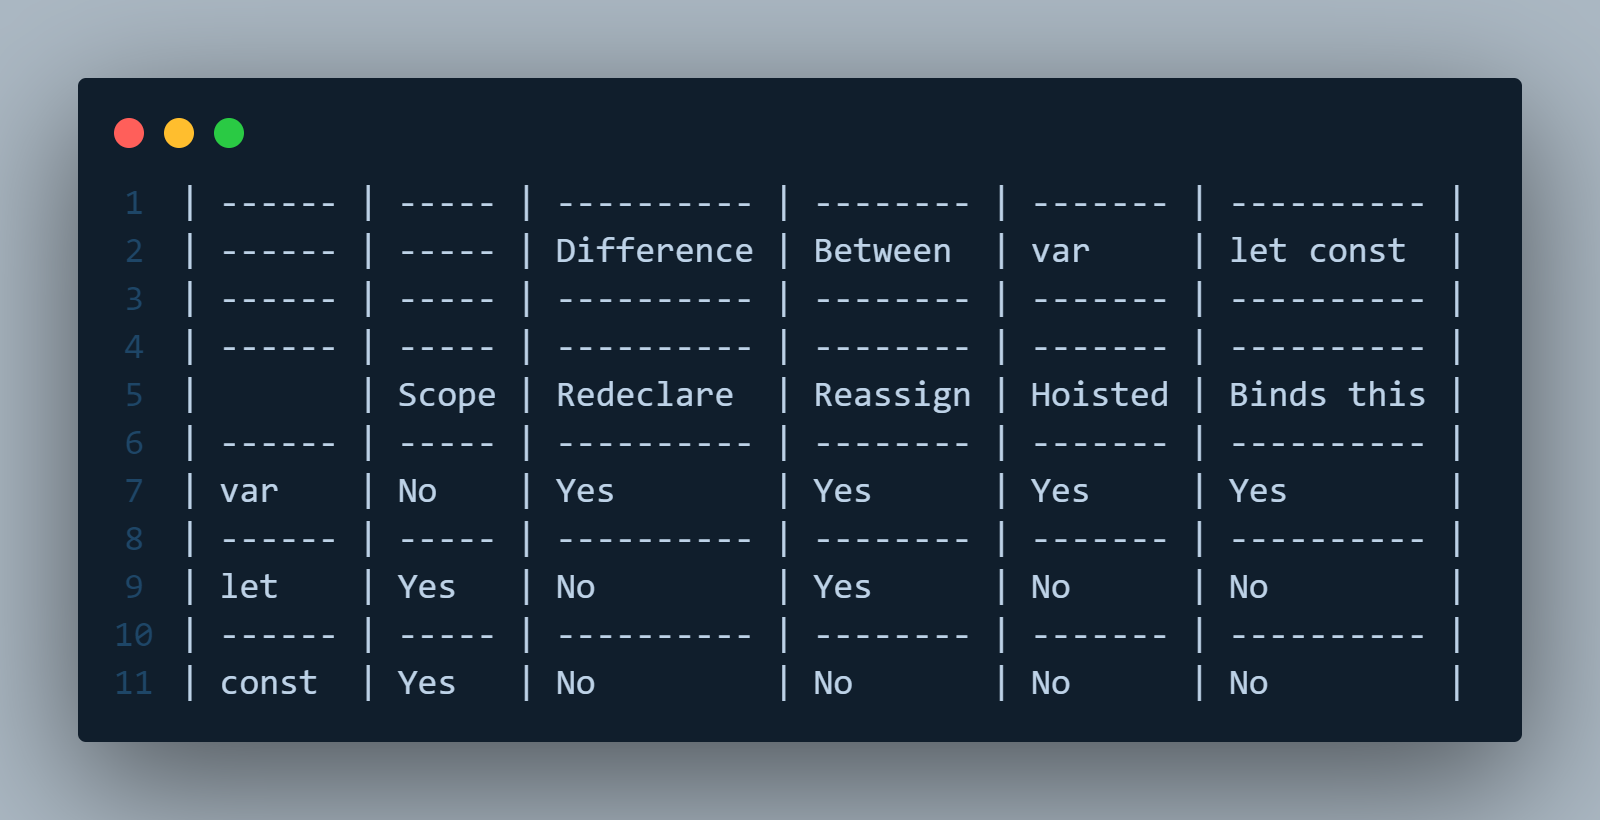 1 | ------ | ----- | ---------- | -------- | ------- | ---------- |
2 | ------ | ----- | Difference | Between  | var     | let const  |
3 | ------ | ----- | ---------- | -------- | ------- | ---------- |
4 | ------ | ----- | ---------- | -------- | ------- | ---------- |
5 |        | Scope | Redeclare  | Reassign | Hoisted | Binds this |
6 | ------ | ----- | ---------- | -------- | ------- | ---------- |
7 | var    | No    | Yes        | Yes      | Yes     | Yes        |
8 | ------ | ----- | ---------- | -------- | ------- | ---------- |
9 | let    | Yes   | No         | Yes      | No      | No         |
10 | ------ | ----- | ---------- | -------- | ------- | ---------- |
11 | const  | Yes   | No         | No       | No      | No         |